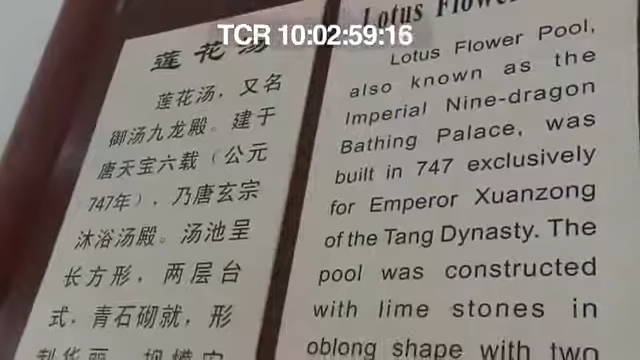 TCR 10:02:59:16
莲花汤
莲花汤，又名
御汤九龙殿。建于
唐天宝六载（公元
747年），乃唐玄宗
沐浴汤殿。汤池呈
长方形，两层台
式，青石砌就，形
制华丽
Lotus Flower
Lotus Flower Pool,
also known as the
Imperial Nine-dragon
Bathing Palace, was
built in 747 exclusively
for Emperor Xuanzong
of the Tang Dynasty. The
pool was constructed
with lime stones in
oblong shape with two